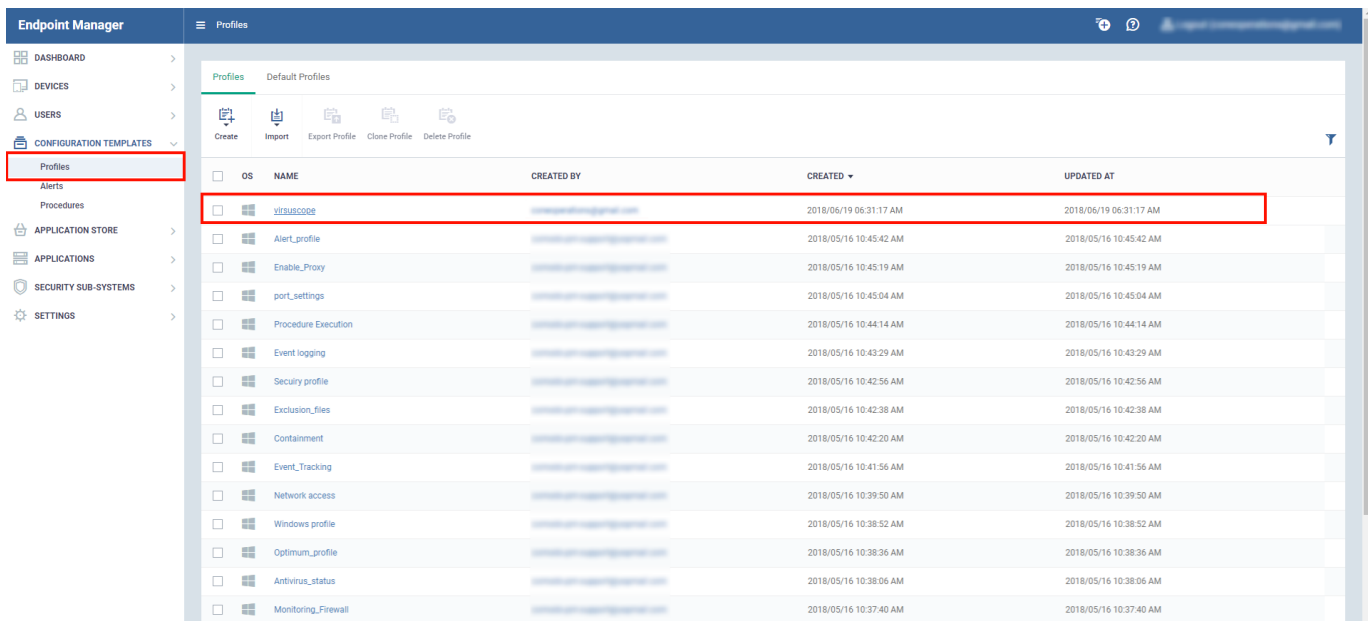 Endpoint Manager
Profiles
DASHBOARD
DEVICES
USERS
CONFIGURATION TEMPLATES
Profiles
Alerts
Procedures
APPLICATION STORE
APPLICATIONS
SECURITY SUB-SYSTEMS
SETTINGS
Profiles Default Profiles
Create Import Export Profile Clone Profile Delete Profile
OS NAME CREATED BY CREATED UPDATED AT
virsuscope 2018/06/19 06:31:17 AM 2018/06/19 06:31:17 AM
Alert_profile 2018/05/16 10:45:42 AM 2018/05/16 10:45:42 AM
Enable_Proxy 2018/05/16 10:45:19 AM 2018/05/16 10:45:19 AM
port_settings 2018/05/16 10:45:04 AM 2018/05/16 10:45:04 AM
Procedure Execution 2018/05/16 10:44:14 AM 2018/05/16 10:44:14 AM
Event logging 2018/05/16 10:43:29 AM 2018/05/16 10:43:29 AM
Secuiry profile 2018/05/16 10:42:56 AM 2018/05/16 10:42:56 AM
Exclusion_files 2018/05/16 10:42:38 AM 2018/05/16 10:42:38 AM
Containment 2018/05/16 10:42:20 AM 2018/05/16 10:42:20 AM
Event_Tracking 2018/05/16 10:41:56 AM 2018/05/16 10:41:56 AM
Network access 2018/05/16 10:39:50 AM 2018/05/16 10:39:50 AM
Windows profile 2018/05/16 10:38:52 AM 2018/05/16 10:38:52 AM
Optimum_profile 2018/05/16 10:38:36 AM 2018/05/16 10:38:36 AM
Antivirus_status 2018/05/16 10:38:06 AM 2018/05/16 10:38:06 AM
Monitoring_Firewall 2018/05/16 10:37:40 AM 2018/05/16 10:37:40 AM